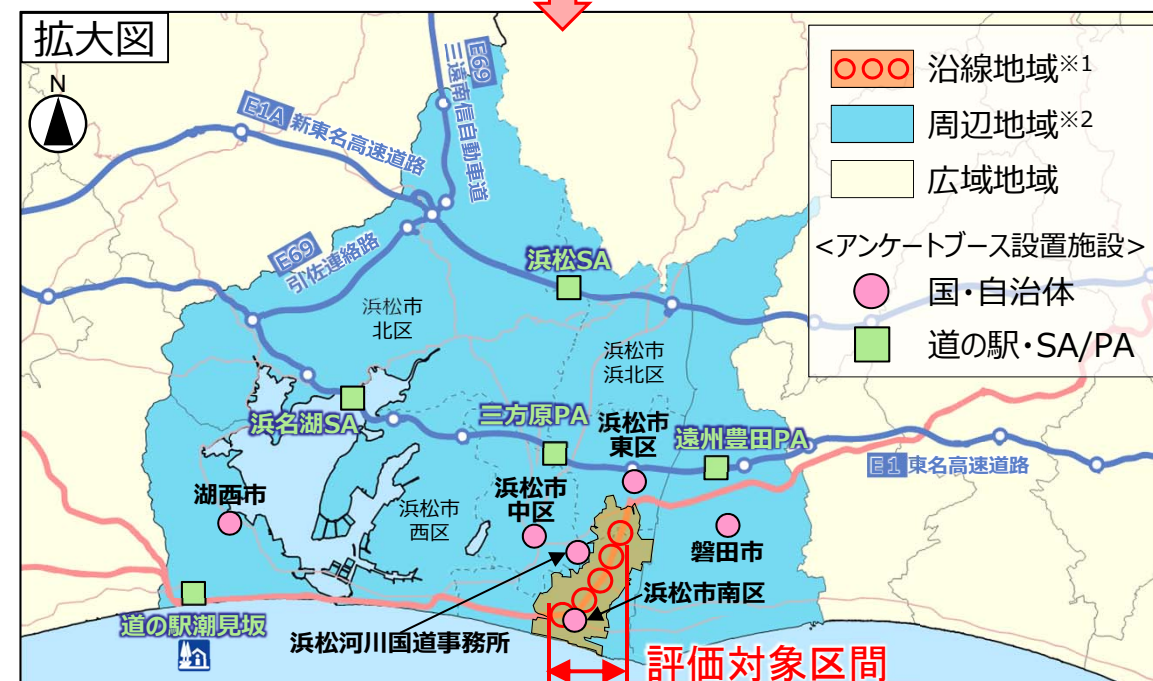 拡大図
N
E69
三遠南信自動車道
E1A 新東名高速道路
E69
引佐連絡路
浜松SA
浜松市
北区
浜松市
浜北区
浜名湖SA
三方原PA
浜松市
東区
遠州豊田PA
E1 東名高速道路
湖西市
浜松市
西区
浜松市
中区
磐田市
浜松市南区
道の駅潮見坂
浜松河川国道事務所
評価対象区間
沿線地域※1
周辺地域※2
広域地域
<アンケートブース設置施設>
国・自治体
道の駅・SA/PA